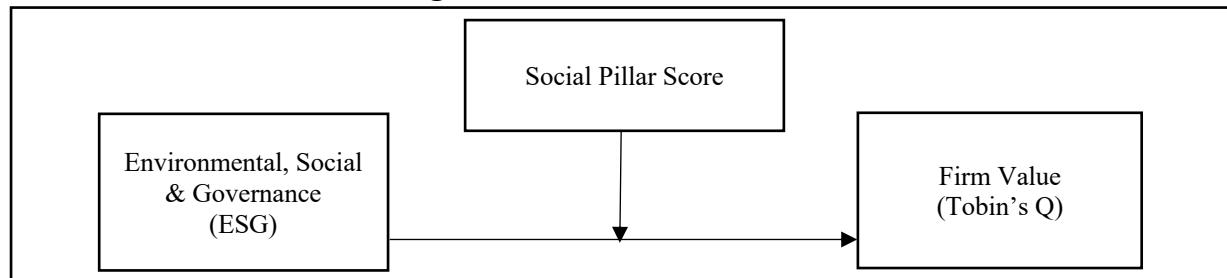 Social Pillar Score
Environmental, Social
& Governance
(ESG)
Firm Value
(Tobin’s Q)